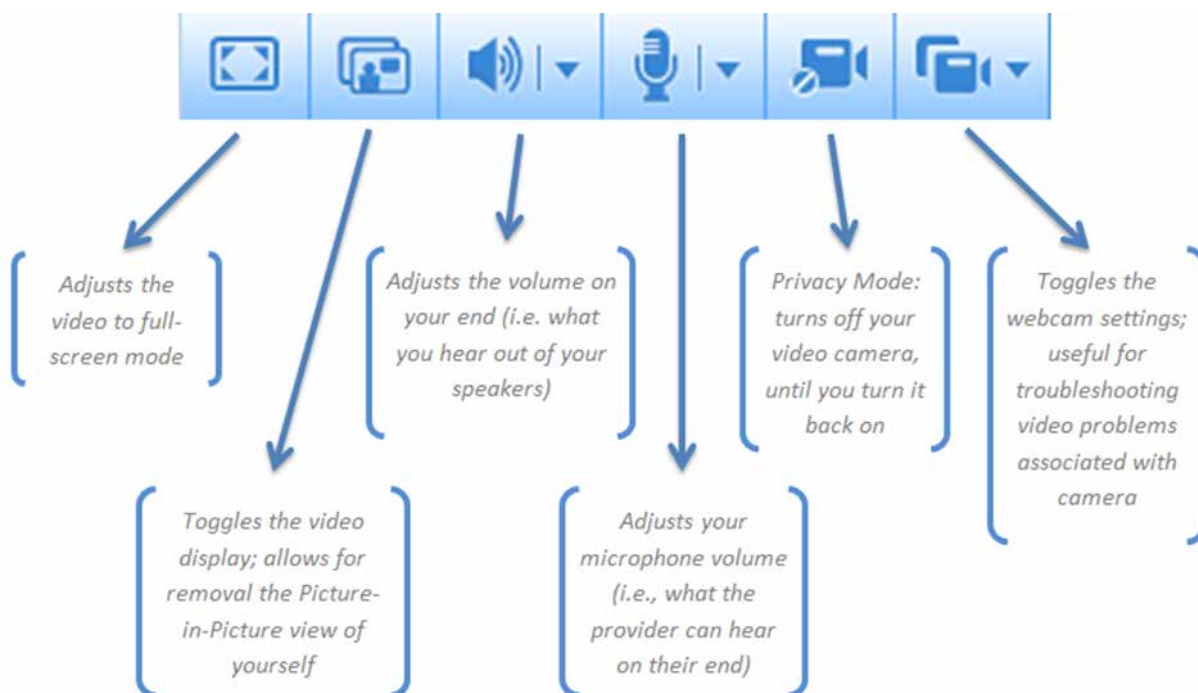 Adjusts the
video to full-
screen mode
Adjusts the volume on
your end (i.e. what
you hear out of your
speakers)
Privacy Mode:
turns off your
video camera,
until you turn it
back on
Toggles the
webcam settings;
useful for
troubleshooting
video problems
associated with
camera
Toggles the video
display; allows for
removal the Picture-
in-Picture view of
yourself
Adjusts your
microphone volume
(i.e., what the
provider can hear
on their end)